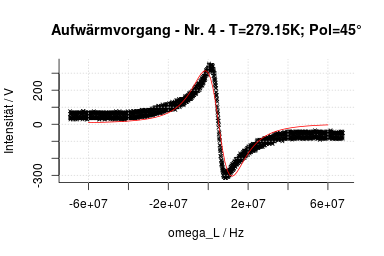 Aufwärmvorgang - Nr. 4 - T=279.15K; Pol=45°
Intensität / V
200
0
-300
-6e+07
-2e+07
2e+07
6e+07
omega_L / Hz